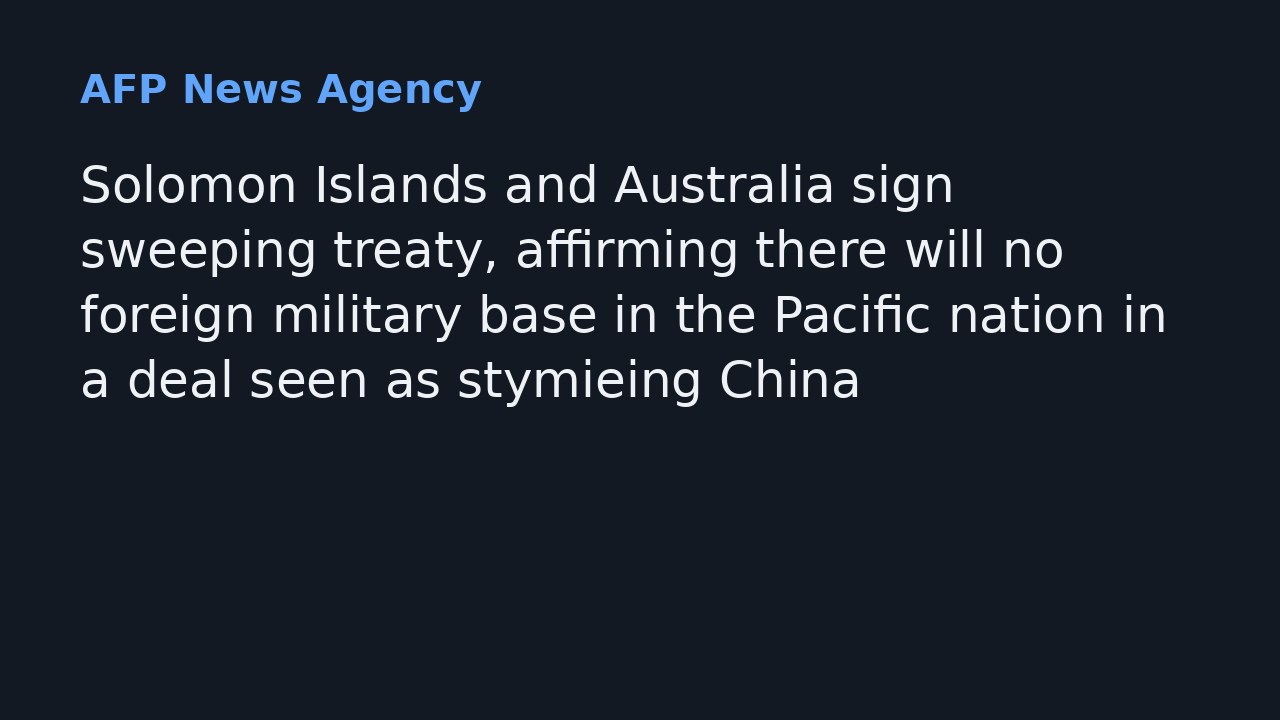 AFP News Agency
Solomon Islands and Australia sign
sweeping treaty, affirming there will no
foreign military base in the Pacific nation in
a deal seen as stymieing China